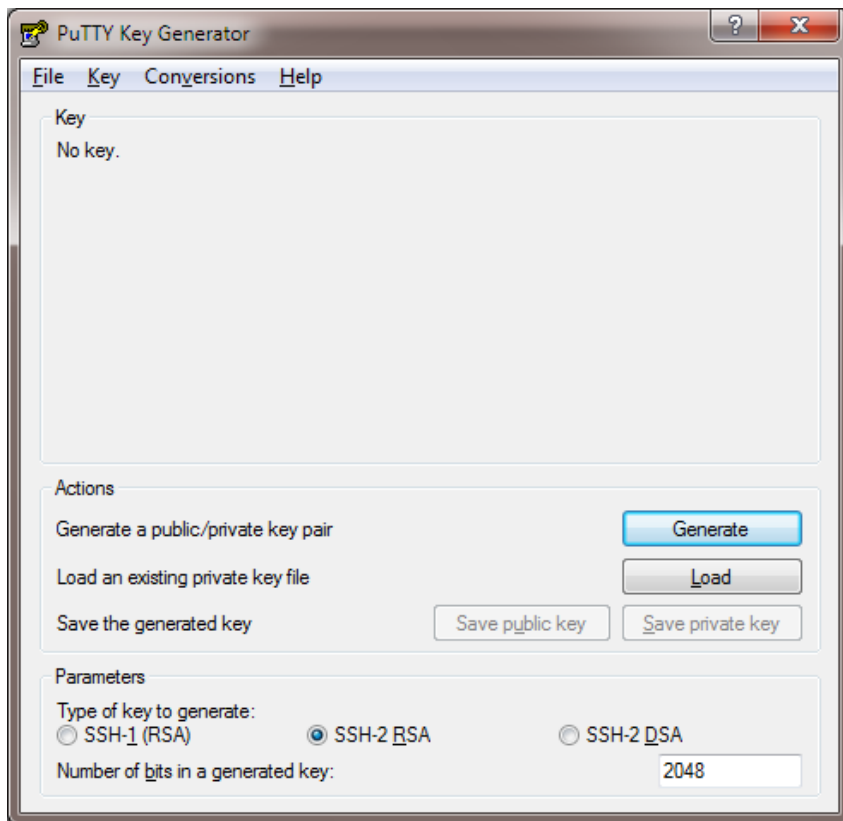 PuTTY Key Generator
?
File Key Conversions Help
Key
No key.
Actions
Generate a public/private key pair Generate
Load an existing private key file Load
Save the generated key Save public key Save private key
Parameters
Type of key to generate:
SSH-1 (RSA) SSH-2 RSA SSH-2 DSA
Number of bits in a generated key: 2048